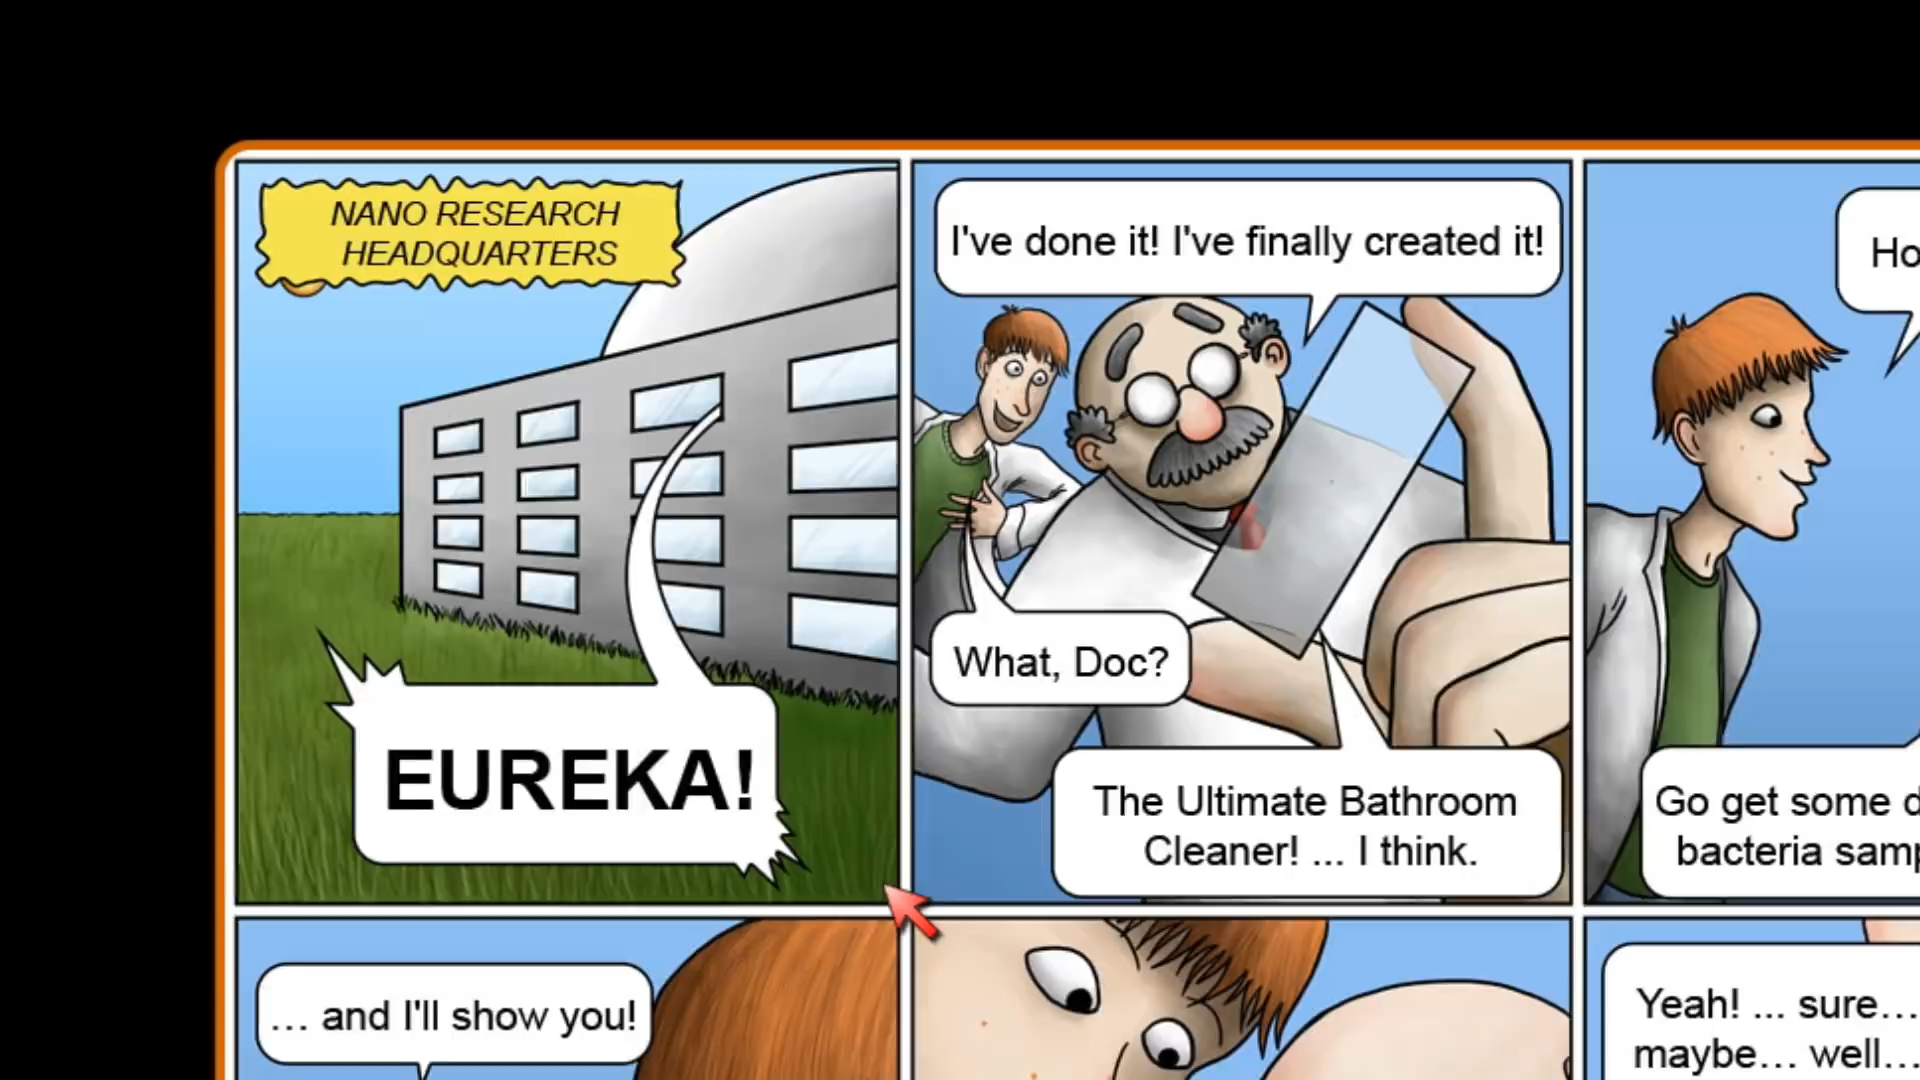 NANO RESEARCH
HEADQUARTERS
EUREKA!
I've done it! I've finally created it!
What, Doc?
The Ultimate Bathroom
Cleaner! ... I think.
Go get some
bacteria
... and I'll show you!
Yeah! ... sure...
maybe... well...